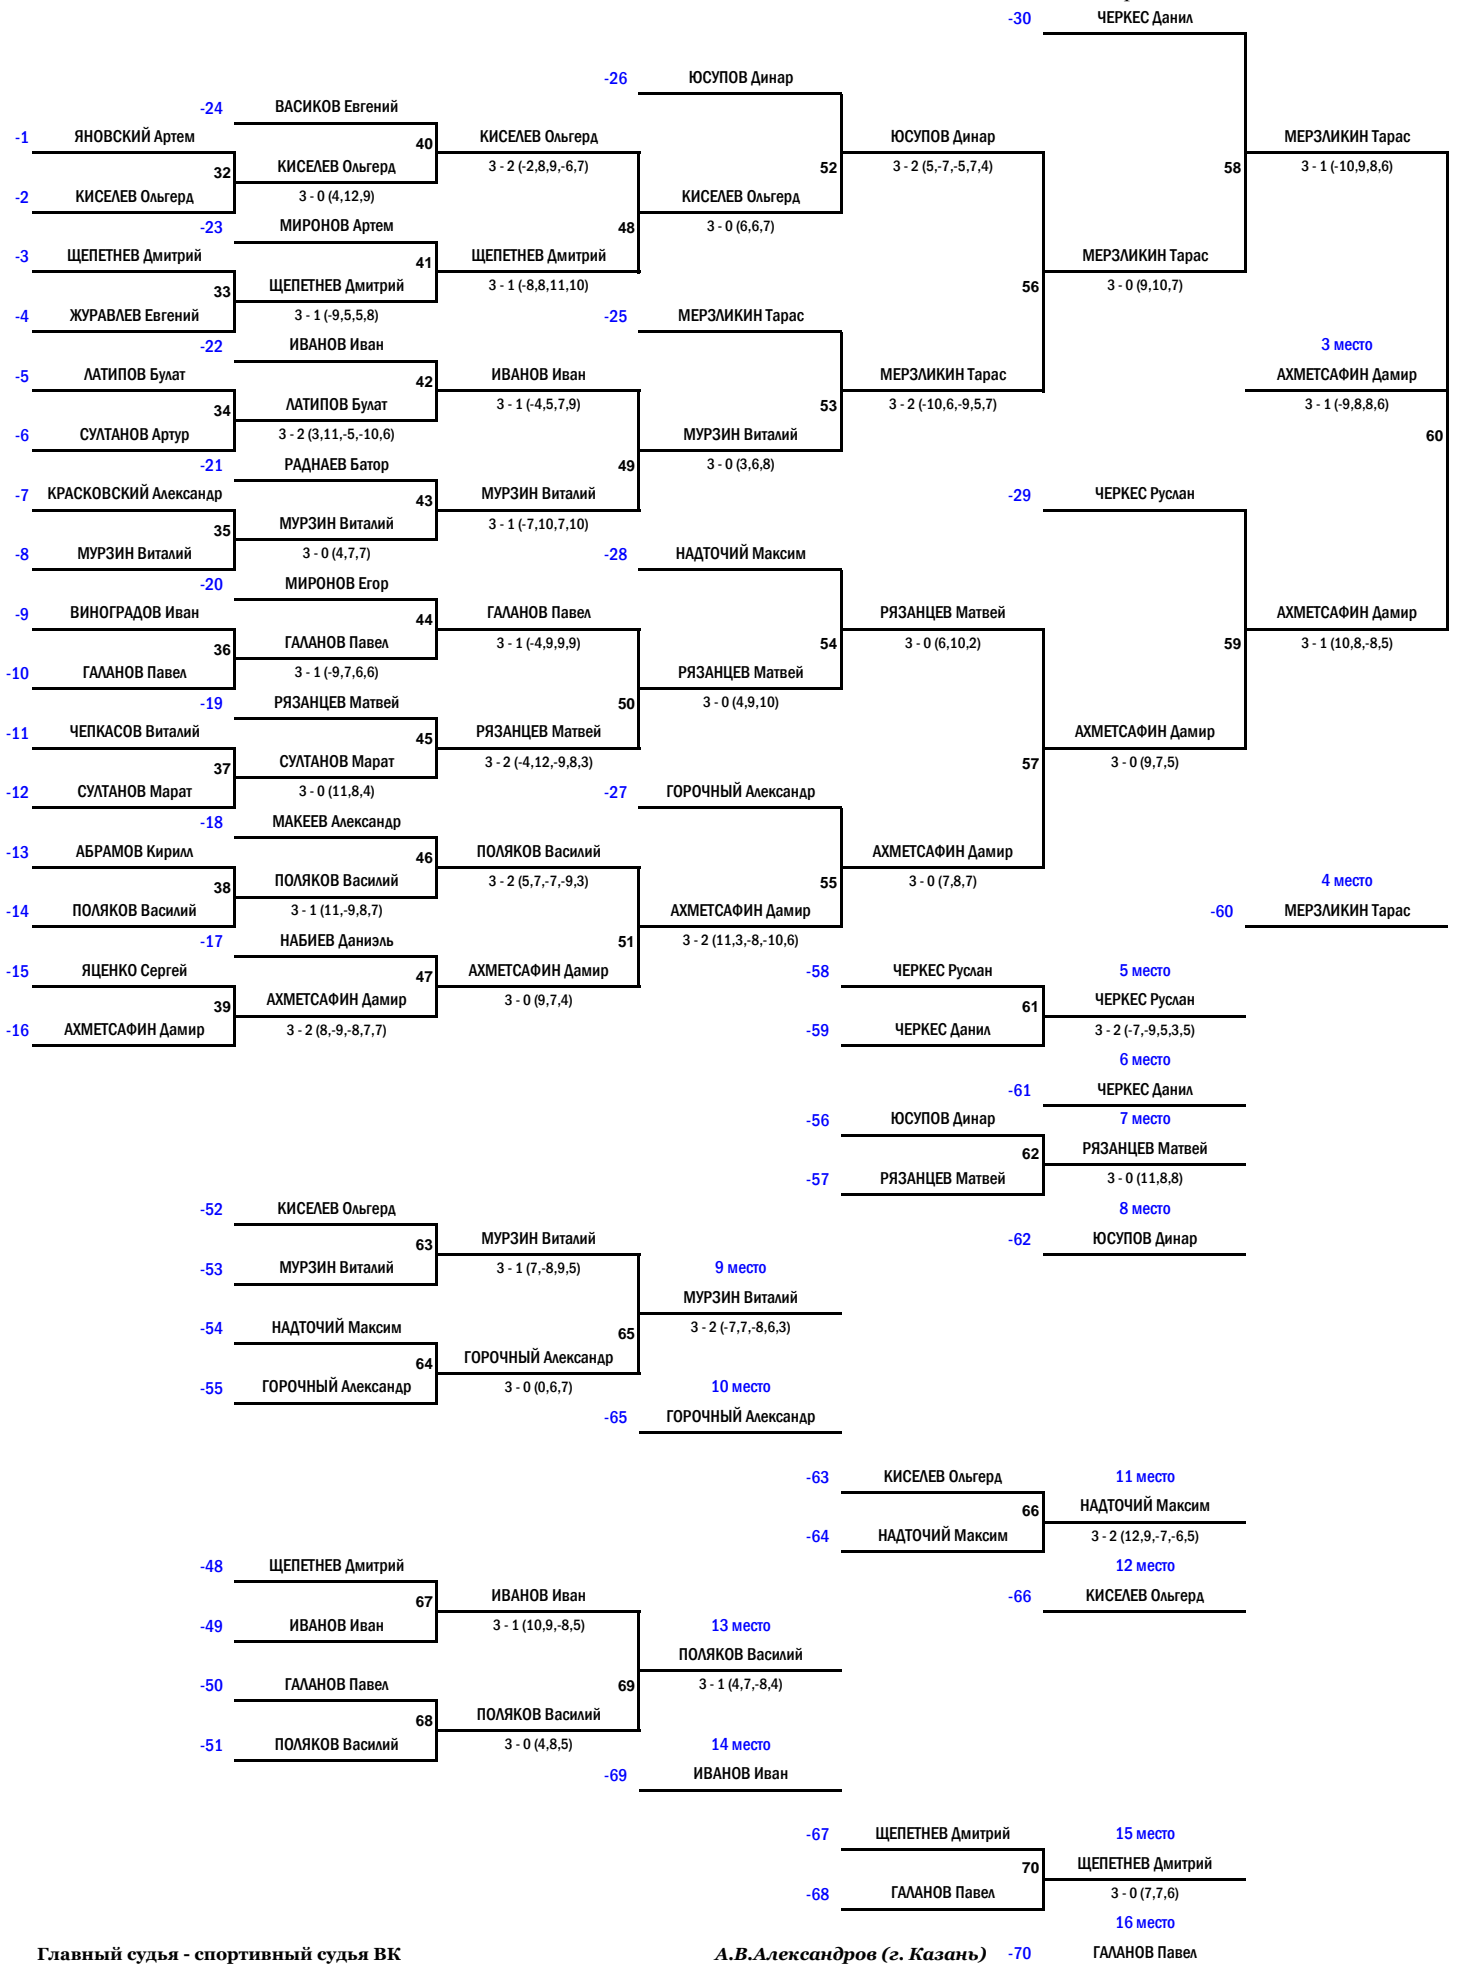 -30 ЧЕРКЕС Данил
-26 ЮСУПОВ Динар
-24 ВАСИКОВ Евгений
-1 ЯНОВСКИЙ Артем 40 КИСЕЛЕВ Ольгерд ЮСУПОВ Динар МЕРЗЛИКИН Тарас
32 КИСЕЛЕВ Ольгерд 3 - 2 (-2,8,9,-6,7) 52 3 - 2 (5,-7,-5,7,4) 58 3 - 1 (-10,9,8,6)
-2 КИСЕЛЕВ Ольгерд 3 - 0 (4,12,9) КИСЕЛЕВ Ольгерд
-23 МИРОНОВ Артем 48 3 - 0 (6,6,7)
-3 ЩЕПЕТНЕВ Дмитрий 41 ЩЕПЕТНЕВ Дмитрий МЕРЗЛИКИН Тарас
33 ЩЕПЕТНЕВ Дмитрий 3 - 1 (-8,8,11,10) 56 3 - 0 (9,10,7)
-4 ЖУРАВЛЕВ Евгений 3 - 1 (-9,5,5,8) -25 МЕРЗЛИКИН Тарас
-22 ИВАНОВ Иван 3 место
-5 ЛАТИПОВ Булат 42 ИВАНОВ Иван МЕРЗЛИКИН Тарас АХМЕТСАФИН Дамир
34 ЛАТИПОВ Булат 3 - 1 (-4,5,7,9) 53 3 - 2 (-10,6,-9,5,7) 3 - 1 (-9,8,8,6)
-6 СУЛТАНОВ Артур 3 - 2 (3,11,-5,-10,6) МУРЗИН Виталий 60
-21 РАДНАЕВ Батор 49 3 - 0 (3,6,8)
-7 КРАСКОВСКИЙ Александр 43 МУРЗИН Виталий -29 ЧЕРКЕС Руслан
35 МУРЗИН Виталий 3 - 1 (-7,10,7,10)
-8 МУРЗИН Виталий 3 - 0 (4,7,7) -28 НАДТОЧИЙ Максим
-20 МИРОНОВ Егор
-9 ВИНОГРАДОВ Иван 44 ГАЛАНОВ Павел РЯЗАНЦЕВ Матвей АХМЕТСАФИН Дамир
36 ГАЛАНОВ Павел 3 - 1 (-4,9,9,9) 54 3 - 0 (6,10,2) 59 3 - 1 (10,8,-8,5)
-10 ГАЛАНОВ Павел 3 - 1 (-9,7,6,6) РЯЗАНЦЕВ Матвей
-19 РЯЗАНЦЕВ Матвей 50 3 - 0 (4,9,10)
-11 ЧЕПКАСОВ Виталий 45 РЯЗАНЦЕВ Матвей АХМЕТСАФИН Дамир
37 СУЛТАНОВ Марат 3 - 2 (-4,12,-9,8,3) 57 3 - 0 (9,7,5)
-12 СУЛТАНОВ Марат 3 - 0 (11,8,4) -27 ГОРОЧНЫЙ Александр
-18 МАКЕЕВ Александр
-13 АБРАМОВ Кирилл 46 ПОЛЯКОВ Василий АХМЕТСАФИН Дамир
38 ПОЛЯКОВ Василий 3 - 2 (5,7,-7,-9,3) 55 3 - 0 (7,8,7) 4 место
-14 ПОЛЯКОВ Василий 3 - 1 (11,-9,8,7) АХМЕТСАФИН Дамир -60 МЕРЗЛИКИН Тарас
-17 НАБИЕВ Даниэль 51 3 - 2 (11,3,-8,-10,6)
-15 ЯЦЕНКО Сергей 47 АХМЕТСАФИН Дамир -58 ЧЕРКЕС Руслан 5 место
39 АХМЕТСАФИН Дамир 3 - 0 (9,7,4) 61 ЧЕРКЕС Руслан
-16 АХМЕТСАФИН Дамир 3 - 2 (8,-9,-8,7,7) -59 ЧЕРКЕС Данил 3 - 2 (-7,-9,5,3,5)
6 место
-61 ЧЕРКЕС Данил
-56 ЮСУПОВ Динар 7 место
62 РЯЗАНЦЕВ Матвей
-57 РЯЗАНЦЕВ Матвей 3 - 0 (11,8,8)
-52 КИСЕЛЕВ Ольгерд 8 место
63 МУРЗИН Виталий -62 ЮСУПОВ Динар
-53 МУРЗИН Виталий 3 - 1 (7,-8,9,5) 9 место
МУРЗИН Виталий
-54 НАДТОЧИЙ Максим 65 3 - 2 (-7,7,-8,6,3)
64 ГОРОЧНЫЙ Александр
-55 ГОРОЧНЫЙ Александр 3 - 0 (0,6,7) 10 место
-65 ГОРОЧНЫЙ Александр
-63 КИСЕЛЕВ Ольгерд 11 место
66 НАДТОЧИЙ Максим
-64 НАДТОЧИЙ Максим 3 - 2 (12,9,-7,-6,5)
-48 ЩЕПЕТНЕВ Дмитрий 12 место
67 ИВАНОВ Иван -66 КИСЕЛЕВ Ольгерд
-49 ИВАНОВ Иван 3 - 1 (10,9,-8,5) 13 место
ПОЛЯКОВ Василий
-50 ГАЛАНОВ Павел 69 3 - 1 (4,7,-8,4)
68 ПОЛЯКОВ Василий
-51 ПОЛЯКОВ Василий 3 - 0 (4,8,5) 14 место
-69 ИВАНОВ Иван
-67 ЩЕПЕТНЕВ Дмитрий 15 место
70 ЩЕПЕТНЕВ Дмитрий
-68 ГАЛАНОВ Павел 3 - 0 (7,7,6)
16 место
Главный судья - спортивный судья ВК А.В.Александров (г. Казань) -70 ГАЛАНОВ Павел